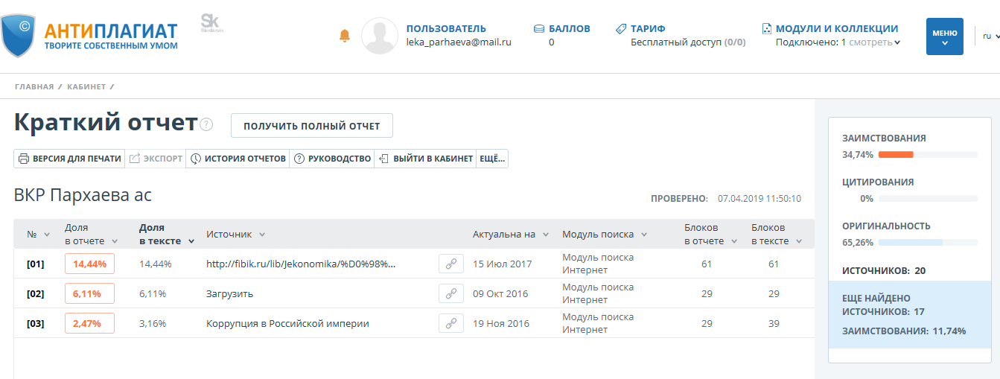 © АНТИПЛАГИАТ
ТВОРИТЕ СОБСТВЕННЫМ УМОМ
Sk
ПОЛЬЗОВАТЕЛЬ
leka_parhaeva@mail.ru
БАЛЛОВ
0
ТАРИФ
Бесплатный доступ (0/0)
МОДУЛИ И КОЛЛЕКЦИИ
Подключено: 1 смотреть
МЕНЮ
ru
ГЛАВНАЯ / КАБИНЕТ /
Краткий отчет ?
ПОЛУЧИТЬ ПОЛНЫЙ ОТЧЕТ
ВЕРСИЯ ДЛЯ ПЕЧАТИ ЭКСПОРТ ИСТОРИЯ ОТЧЕТОВ ? РУКОВОДСТВО ВЫЙТИ В КАБИНЕТ ЕЩЁ...
ВКР Пархаева ас
ПРОВЕРЕНО: 07.04.2019 11:50:10
№ Доля в отчете Доля в тексте Источник Актуальна на Модуль поиска Блоков в отчете Блоков в тексте
[01] 14,44% 14,44% http://fibik.ru/lib/Jekonomika/%D0%98%... 15 Июл 2017 Модуль поиска Интернет 61 61
[02] 6,11% 6,11% Загрузить 09 Окт 2016 Модуль поиска Интернет 29 29
[03] 2,47% 3,16% Коррупция в Российской империи 19 Ноя 2016 Модуль поиска Интернет 29 39
ЗАИМСТВОВАНИЯ
34,74%
ЦИТИРОВАНИЯ
0%
ОРИГИНАЛЬНОСТЬ
65,26%
ИСТОЧНИКОВ: 20
ЕЩЕ НАЙДЕНО
ИСТОЧНИКОВ: 17
ЗАИМСТВОВАНИЯ: 11,74%